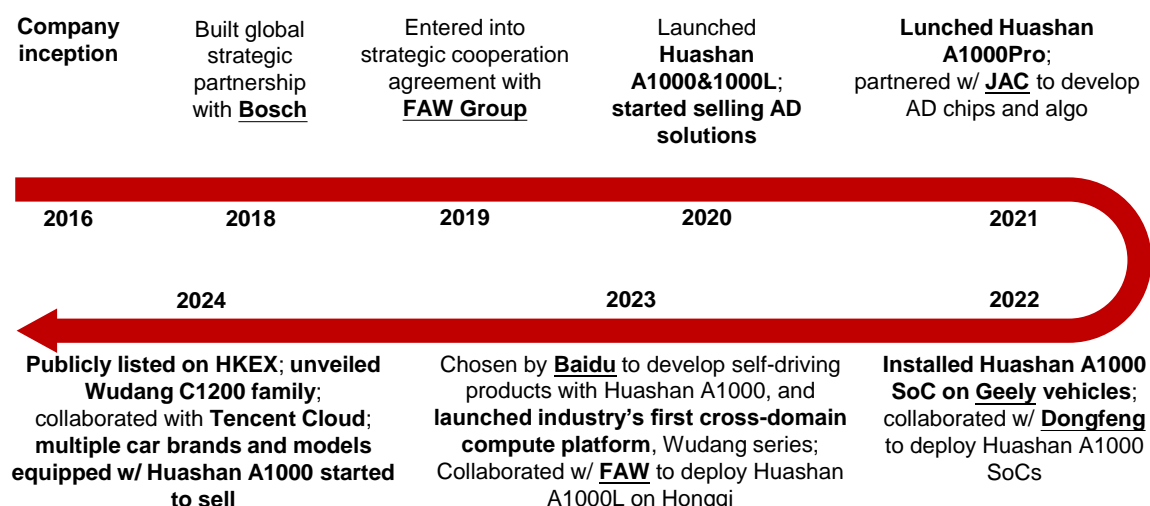 Company
inception
Built global
strategic
partnership
with Bosch
Entered into
strategic cooperation
agreement with
FAW Group
Launched
Huashan
A1000&1000L;
started selling AD
solutions
Lunched Huashan
A1000Pro;
partnered w/ JAC to develop
AD chips and algo
2016
2018
2019
2020
2021
2024
2023
2022
Publicly listed on HKEX; unveiled
Wudang C1200 family;
collaborated with Tencent Cloud;
multiple car brands and models
equipped w/ Huashan A1000 started
to sell
Chosen by Baidu to develop self-driving
products with Huashan A1000, and
launched industry's first cross-domain
compute platform, Wudang series;
Collaborated w/ FAW to deploy Huashan
A1000L on Hongqi
Installed Huashan A1000
SoC on Geely vehicles;
collaborated w/ Dongfeng
to deploy Huashan A1000
SoCs